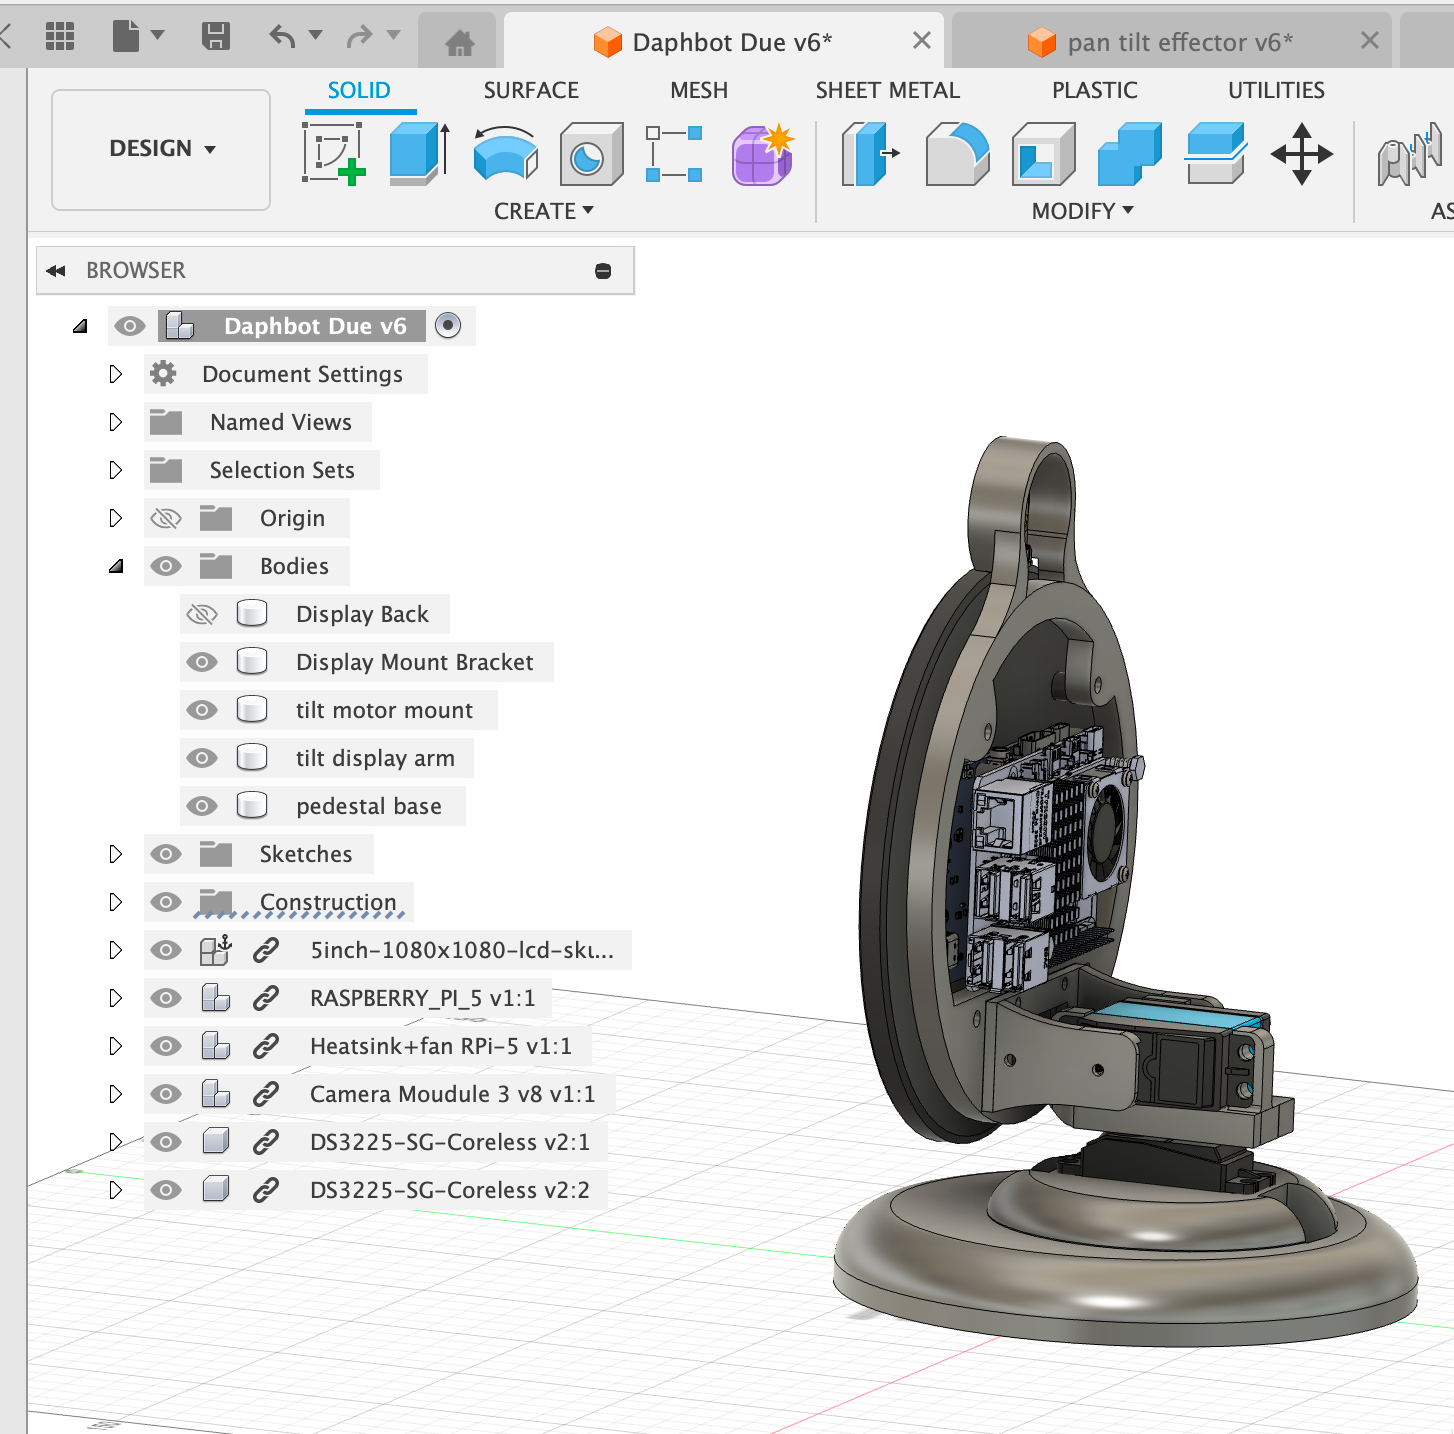 Daphbot Due v6*
pan tilt effector v6*
DESIGN
SOLID
SURFACE
MESH
SHEET METAL
PLASTIC
UTILITIES
CREATE
MODIFY
AS
BROWSER
Daphbot Due v6
Document Settings
Named Views
Selection Sets
Origin
Bodies
Display Back
Display Mount Bracket
tilt motor mount
tilt display arm
pedestal base
Sketches
Construction
5inch-1080x1080-lcd-sku...
RASPBERRY_PI_5 v1:1
Heatsink+fan RPi-5 v1:1
Camera Moudule 3 v8 v1:1
DS3225-SG-Coreless v2:1
DS3225-SG-Coreless v2:2